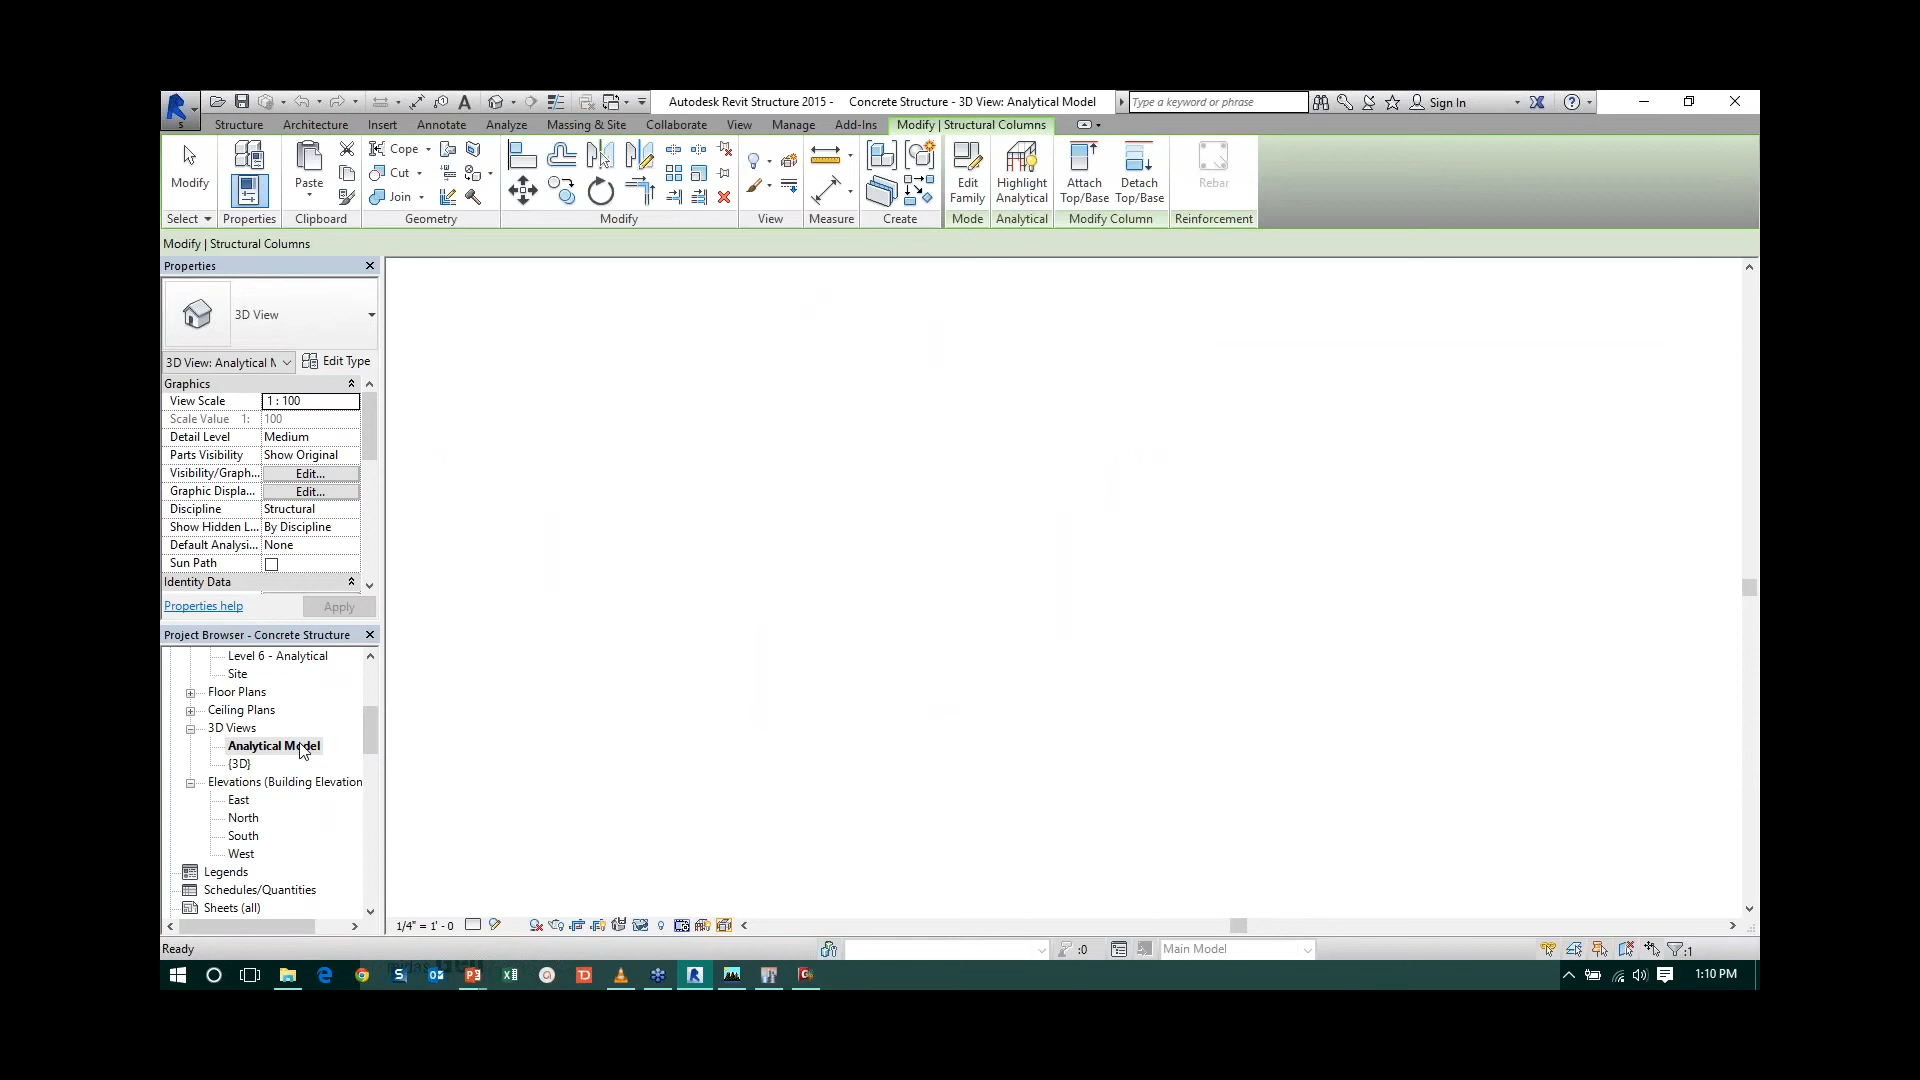 Autodesk Revit Structure 2015 - Concrete Structure - 3D View: Analytical Model
Type a keyword or phrase
Sign In
Structure Architecture Insert Annotate Analyze Massing & Site Collaborate View Manage Add-Ins Modify | Structural Columns
Modify
Paste
Cope
Cut
Join
Edit Family
Highlight Analytical
Attach Top/Base
Detach Top/Base
Rebar
Select Properties Clipboard Geometry Modify View Measure Create Mode Analytical Modify Column Reinforcement
Modify | Structural Columns
Properties
3D View
3D View: Analytical M Edit Type
Graphics
View Scale 1 : 100
Scale Value 1: 100
Detail Level Medium
Parts Visibility Show Original
Visibility/Graph... Edit...
Graphic Displa... Edit...
Discipline Structural
Show Hidden L... By Discipline
Default Analysi... None
Sun Path
Identity Data
Properties help Apply
Project Browser - Concrete Structure
Level 6 - Analytical
Site
Floor Plans
Ceiling Plans
3D Views
Analytical Model
{3D}
Elevations (Building Elevation
East
North
South
West
Legends
Schedules/Quantities
Sheets (all)
1/4" = 1' - 0
Ready
:0
Main Model
:1
1:10 PM